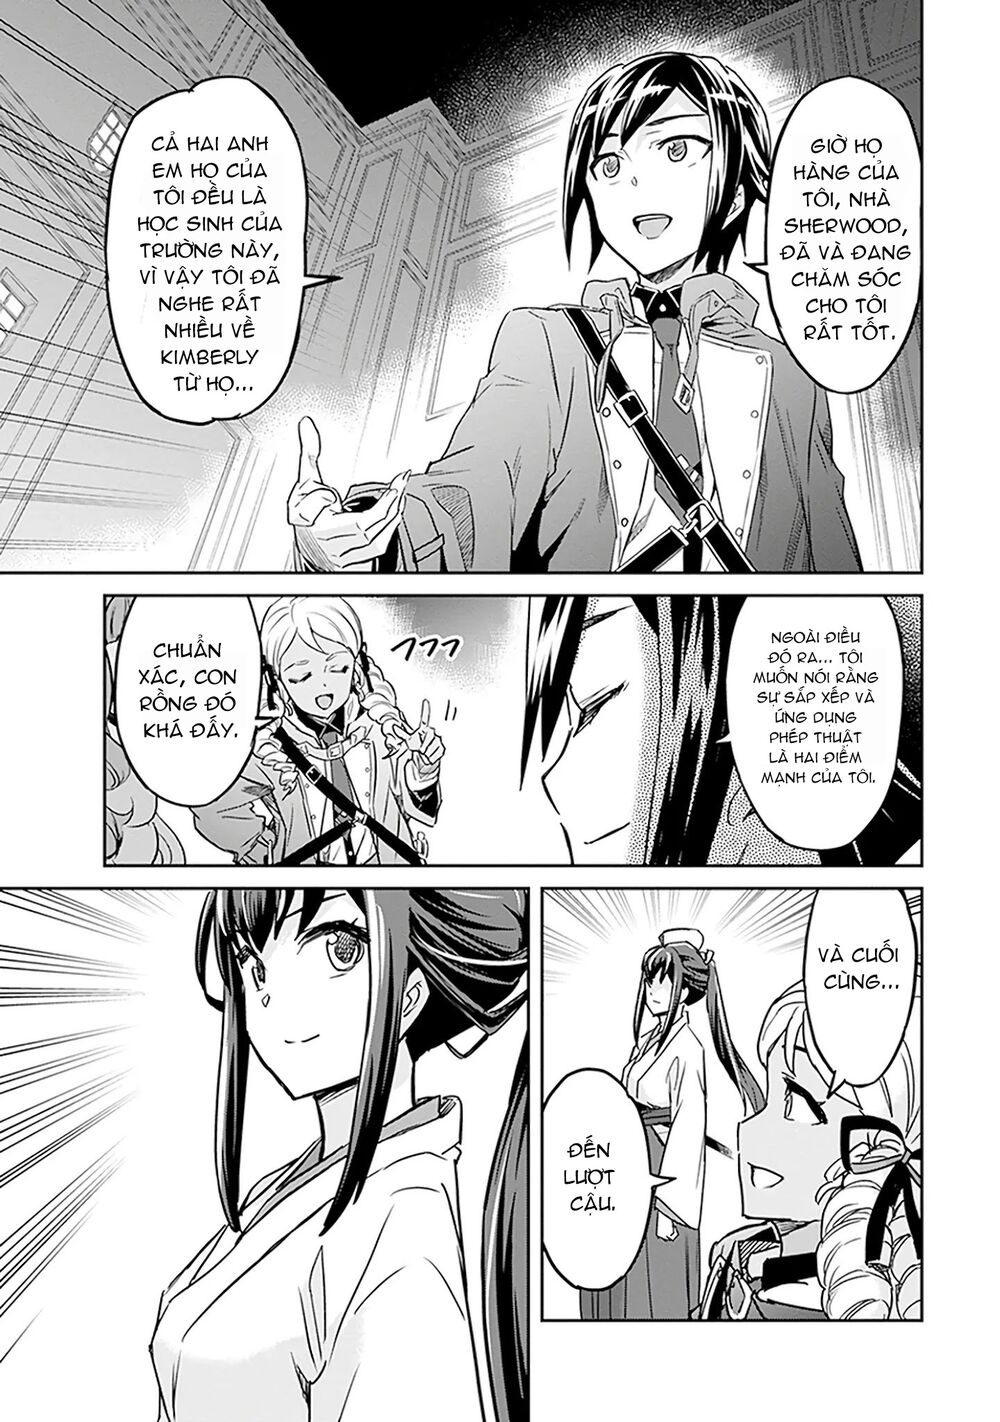 GIỜ HỌ
HÀNG CỦA
TÔI, NHÀ
SHERWOOD,
ĐÃ VÀ ĐANG
CHĂM SÓC
CHO TÔI
RẤT TỐT.
CẢ HAI ANH
EM HỌ CỦA
TÔI ĐỀU LÀ
HỌC SINH CỦA
TRƯỜNG NÀY,
VÌ VẬY TÔI ĐÃ
NGHE RẤT
NHIỀU VỀ
KIMBERLY
TỪ HỌ...
NGOÀI ĐIỀU
ĐÓ RA... TÔI
MUỐN NÓI RẰNG
SỰ SẮP XẾP VÀ
ỨNG DỤNG
PHÉP THUẬT
LÀ HAI ĐIỂM
MẠNH CỦA TÔI.
フフフ
CHUẨN
XÁC, CON
RỒNG ĐÓ
KHÁ ĐẤY.
VÀ CUỐI
CÙNG...
ĐẾN
LƯỢT
CẬU.